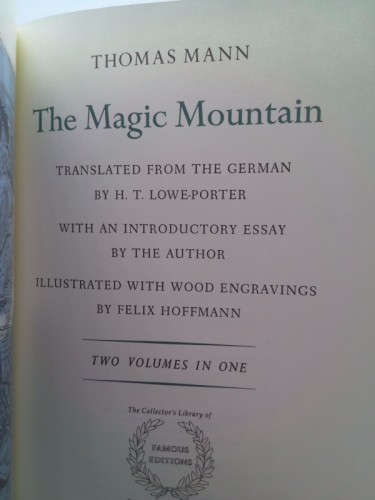 THOMAS MANN
The Magic Mountain
TRANSLATED FROM THE GERMAN
BY H. T. LOWE-PORTER
WITH AN INTRODUCTORY ESSAY
BY THE AUTHOR
ILLUSTRATED WITH WOOD ENGRAVINGS
BY FELIX HOFFMANN
TWO VOLUMES IN ONE
The Collector's Library of
FAMOUS
EDITIONS